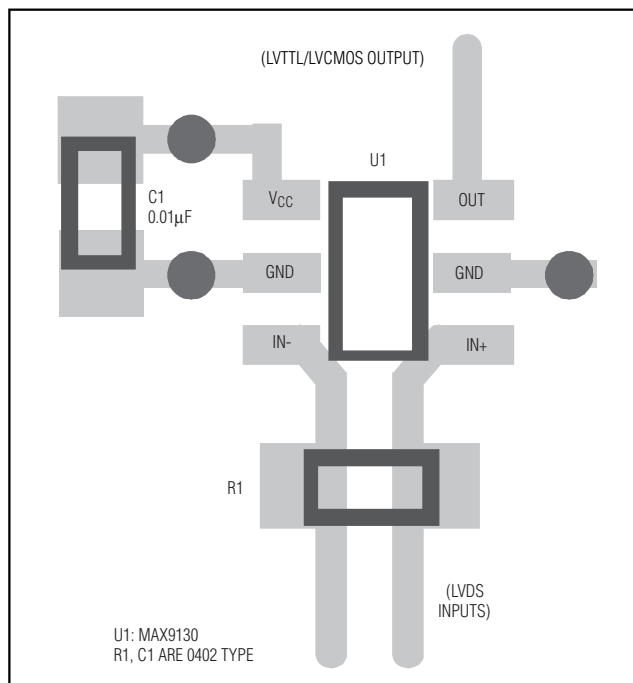 (LVTTL/LVCMOS OUTPUT)
U1
C1
0.01µF
VCC
OUT
GND
GND
IN-
IN+
R1
(LVDS
INPUTS)
U1: MAX9130
R1, C1 ARE 0402 TYPE